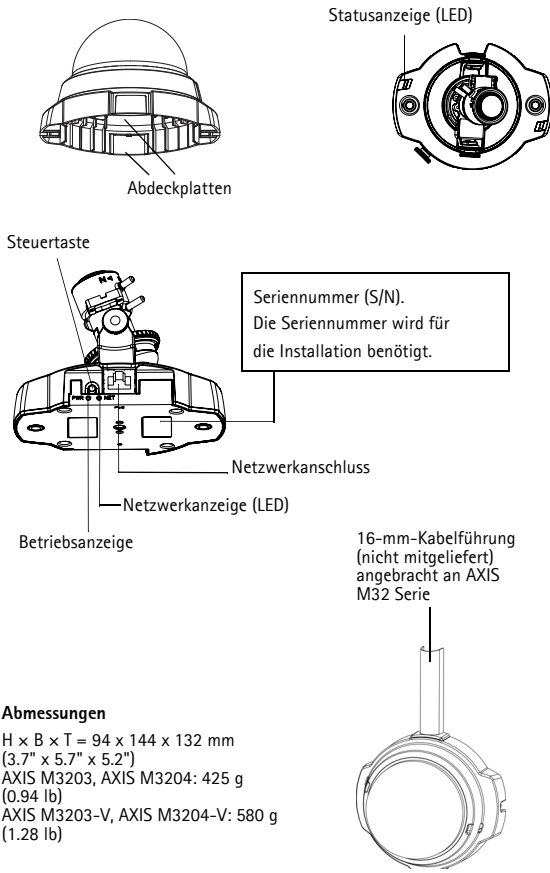 Statusanzeige (LED)
Abdeckplatten
Steuertaste
Seriennummer (S/N).
Die Seriennummer wird für
die Installation benötigt.
PWR
NET
Netzwerkanschluss
Netzwerkanzeige (LED)
Betriebsanzeige
16-mm-Kabelführung
(nicht mitgeliefert)
angebracht an AXIS
M32 Serie
Abmessungen
H × B × T = 94 x 144 x 132 mm
(3.7" x 5.7" x 5.2")
AXIS M3203, AXIS M3204: 425 g
(0.94 lb)
AXIS M3203-V, AXIS M3204-V: 580 g
(1.28 lb)